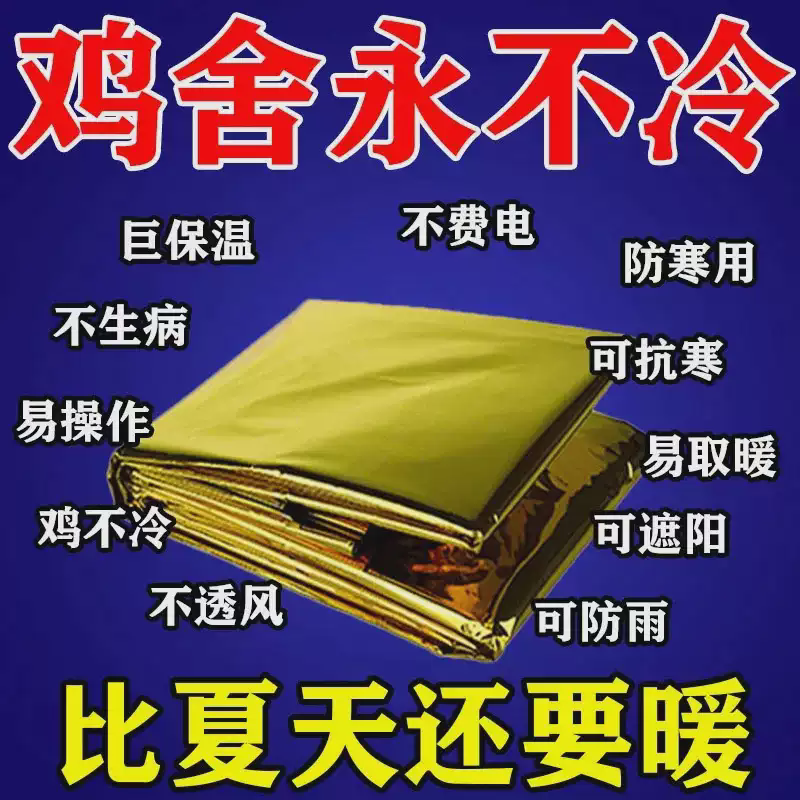 鸡舍永不冷
巨保温
不费电
防寒用
不生病
可抗寒
易操作
易取暖
鸡不冷
可遮阳
不透风
可防雨
比夏天还要暖